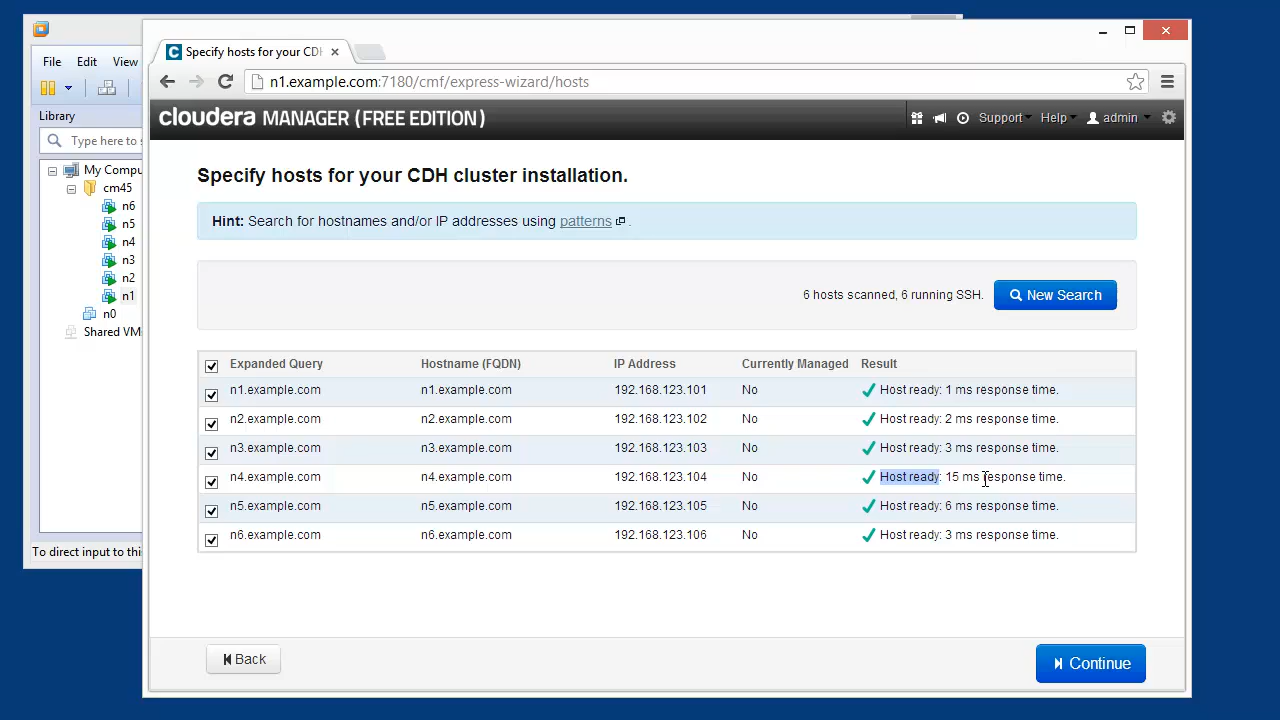 Specify hosts for your CDH
File Edit View
n1.example.com:7180/cmf/express-wizard/hosts
Library
cloudera MANAGER (FREE EDITION)
Support Help admin
Type here to s
My Compu
cm45
n6
n5
n4
n3
n2
n1
n0
Shared VMs
To direct input to this
Specify hosts for your CDH cluster installation.
Hint: Search for hostnames and/or IP addresses using patterns .
6 hosts scanned, 6 running SSH. New Search
Expanded Query Hostname (FQDN) IP Address Currently Managed Result
n1.example.com n1.example.com 192.168.123.101 No Host ready: 1 ms response time.
n2.example.com n2.example.com 192.168.123.102 No Host ready: 2 ms response time.
n3.example.com n3.example.com 192.168.123.103 No Host ready: 3 ms response time.
n4.example.com n4.example.com 192.168.123.104 No Host ready: 15 ms response time.
n5.example.com n5.example.com 192.168.123.105 No Host ready: 6 ms response time.
n6.example.com n6.example.com 192.168.123.106 No Host ready: 3 ms response time.
Back Continue